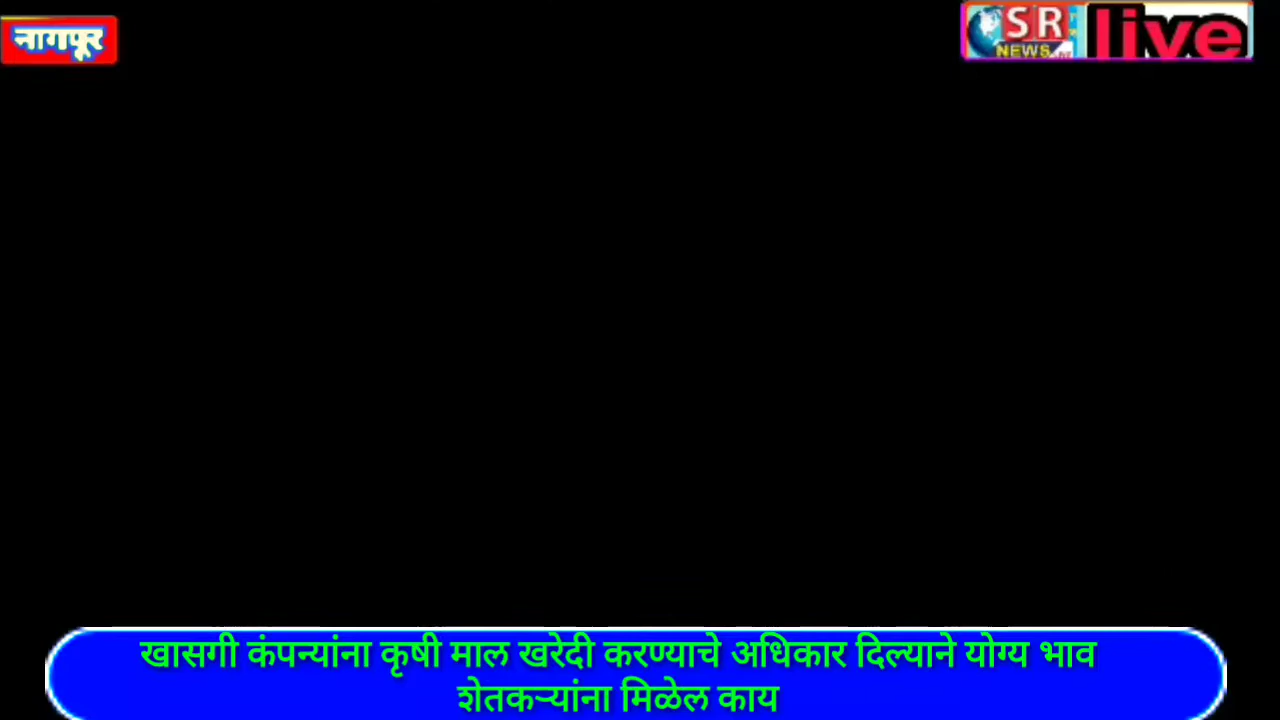 नागपूर
SR
NEWS
live
खासगी कंपन्यांना कृषी माल खरेदी करण्याचे अधिकार दिल्याने योग्य भाव
शेतकऱ्यांना मिळेल काय